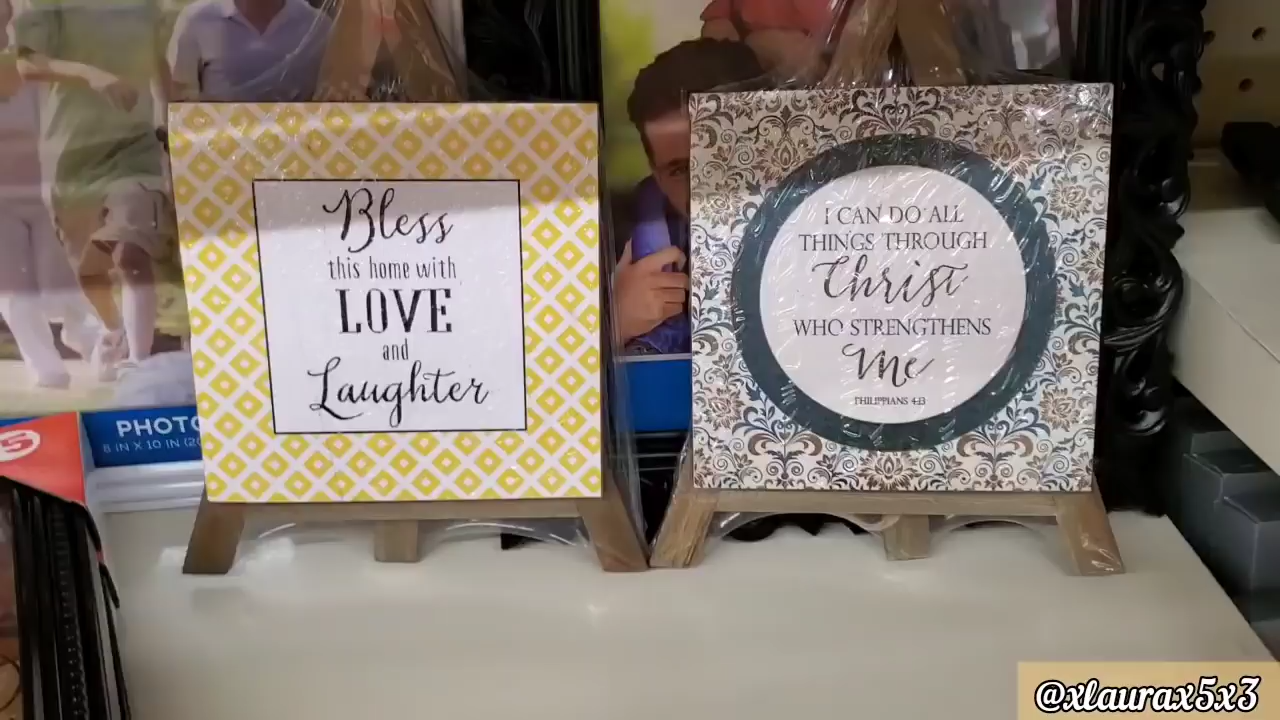 Bless
this home with
LOVE
and
Laughter
I CAN DO ALL
THINGS THROUGH
Christ
WHO STRENGTHENS
Me
PHILIPPIANS 4:13
PHOTO
8 IN X 10 IN
@xlaurax5x3